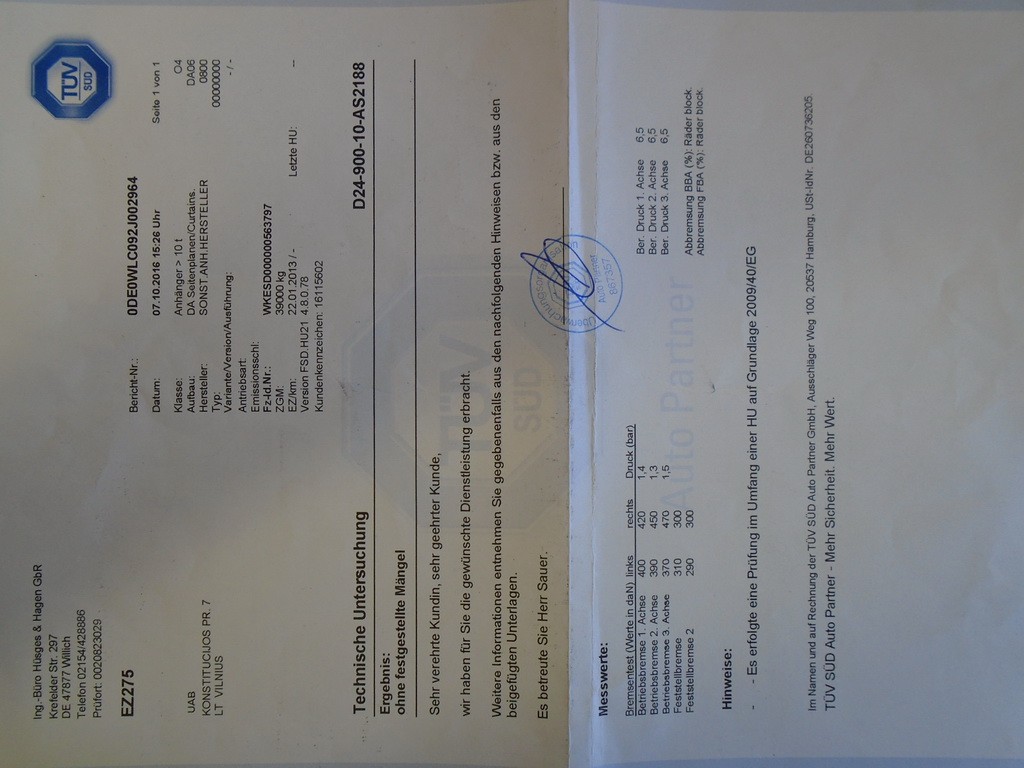 Ing.-Büro Hüsges & Hagen GbR
Krefelder Str. 297
DE 47877 Willich
Telefon 02154/428886
Prüfort: 0020823029
TÜV
SÜD
EZ275
Bericht-Nr.: 0DE0WLC092J002964
Datum: 07.10.2016 15:26 Uhr Seite 1 von 1
UAB
KONSTITUCIJOS PR. 7
LT VILNIUS
Klasse: Anhänger > 10 t O4
Aufbau: DA Seitenplanen/Curtains. DA06
Hersteller: SONST.ANH.HERSTELLER 0800
Typ: 00000000
Variante/Version/Ausführung: - / -
Antriebsart:
Emissionsschl:
Fz-Id.Nr.: WKESD000000563797
ZGM: 39000 kg
EZ/km: 22.01.2013 / - Letzte HU: --
Version FSD.HU21 4.8.0.78
Kundenkennzeichen: 16115602
Technische Untersuchung D24-900-10-AS2188
Ergebnis:
ohne festgestellte Mängel
Sehr verehrte Kundin, sehr geehrter Kunde,
wir haben für Sie die gewünschte Dienstleistung erbracht.
Weitere Informationen entnehmen Sie gegebenenfalls aus den nachfolgenden Hinweisen bzw. aus den
beigefügten Unterlagen.
Es betreute Sie Herr Sauer.
TÜV
SÜD
Auto Partner
867357
Messwerte:
Bremsentest (Werte in daN) links rechts Druck (bar)
Betriebsbremse 1. Achse 400 420 1,4 Ber. Druck 1. Achse 6,5
Betriebsbremse 2. Achse 390 450 1,3 Ber. Druck 2. Achse 6,5
Betriebsbremse 3. Achse 370 470 1,5 Ber. Druck 3. Achse 6,5
Feststellbremse 310 300
Feststellbremse 2 290 300
Abbremsung BBA (%): Räder block.
Abbremsung FBA (%): Räder block.
Hinweise:
- - Es erfolgte eine Prüfung im Umfang einer HU auf Grundlage 2009/40/EG
Im Namen und auf Rechnung der TÜV SÜD Auto Partner GmbH, Ausschläger Weg 100, 20537 Hamburg, USt-IdNr. DE260736205
TÜV SÜD Auto Partner - Mehr Sicherheit. Mehr Wert.